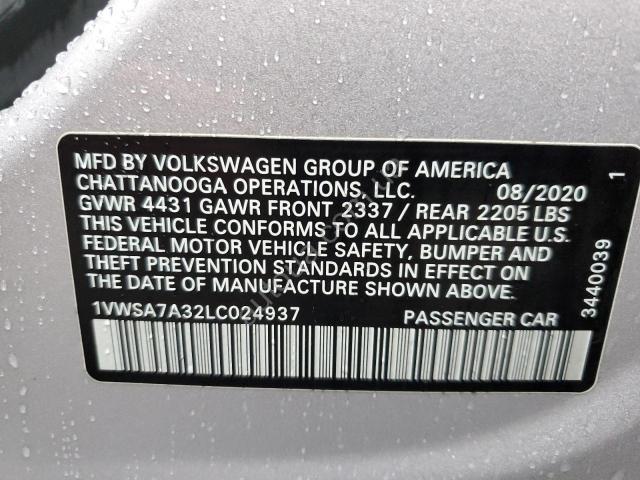 MFD BY VOLKSWAGEN GROUP OF AMERICA
CHATTANOOGA OPERATIONS, LLC. 08/2020
GVWR 4431 GAWR FRONT 2337 / REAR 2205 LBS
THIS VEHICLE CONFORMS TO ALL APPLICABLE U.S.
FEDERAL MOTOR VEHICLE SAFETY, BUMPER AND
THEFT PREVENTION STANDARDS IN EFFECT ON
THE DATE OF MANUFACTURE SHOWN ABOVE.
1VWSA7A32LC024937 PASSENGER CAR
3440039 1